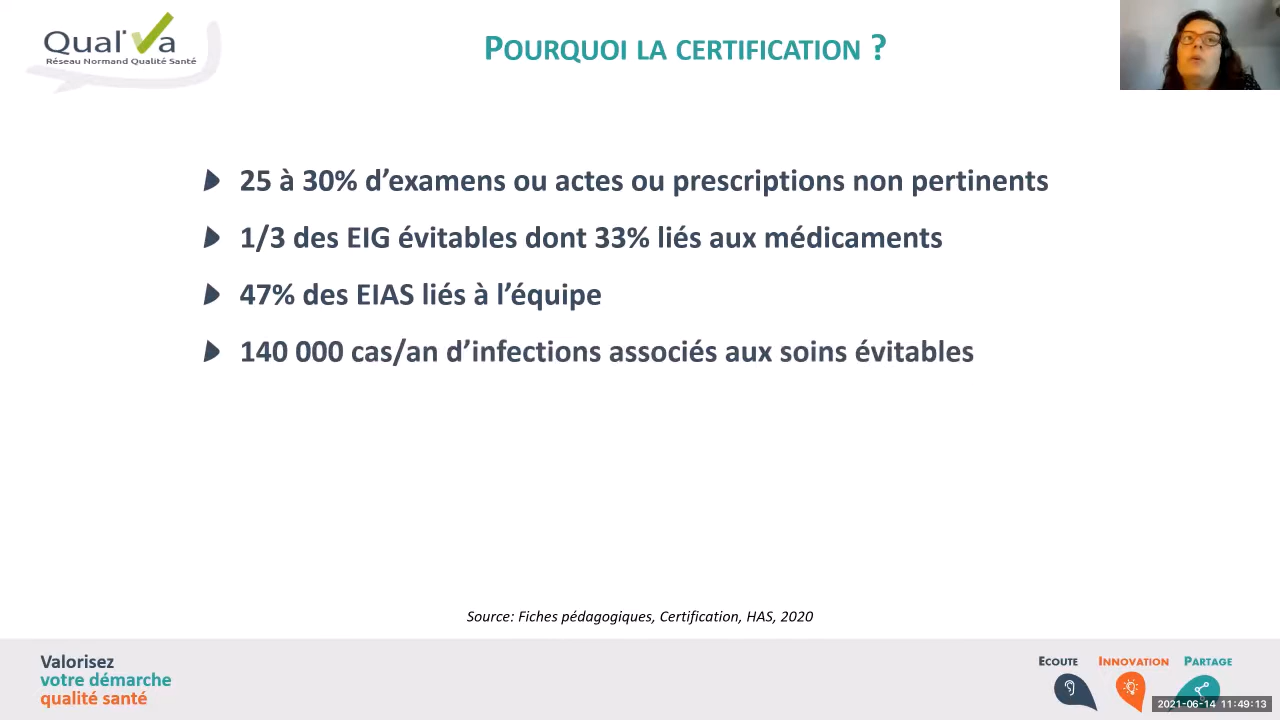 Qual'Va
Réseau Normand Qualité Santé
POURQUOI LA CERTIFICATION ?
25 à 30% d'examens ou actes ou prescriptions non pertinents
1/3 des EIG évitables dont 33% liés aux médicaments
47% des EIAS liés à l'équipe
140 000 cas/an d'infections associés aux soins évitables
Source: Fiches pédagogiques, Certification, HAS, 2020
Valorisez
votre démarche
qualité santé
ECOUTE INNOVATION PARTAGE
2021-06-14 11:49:13